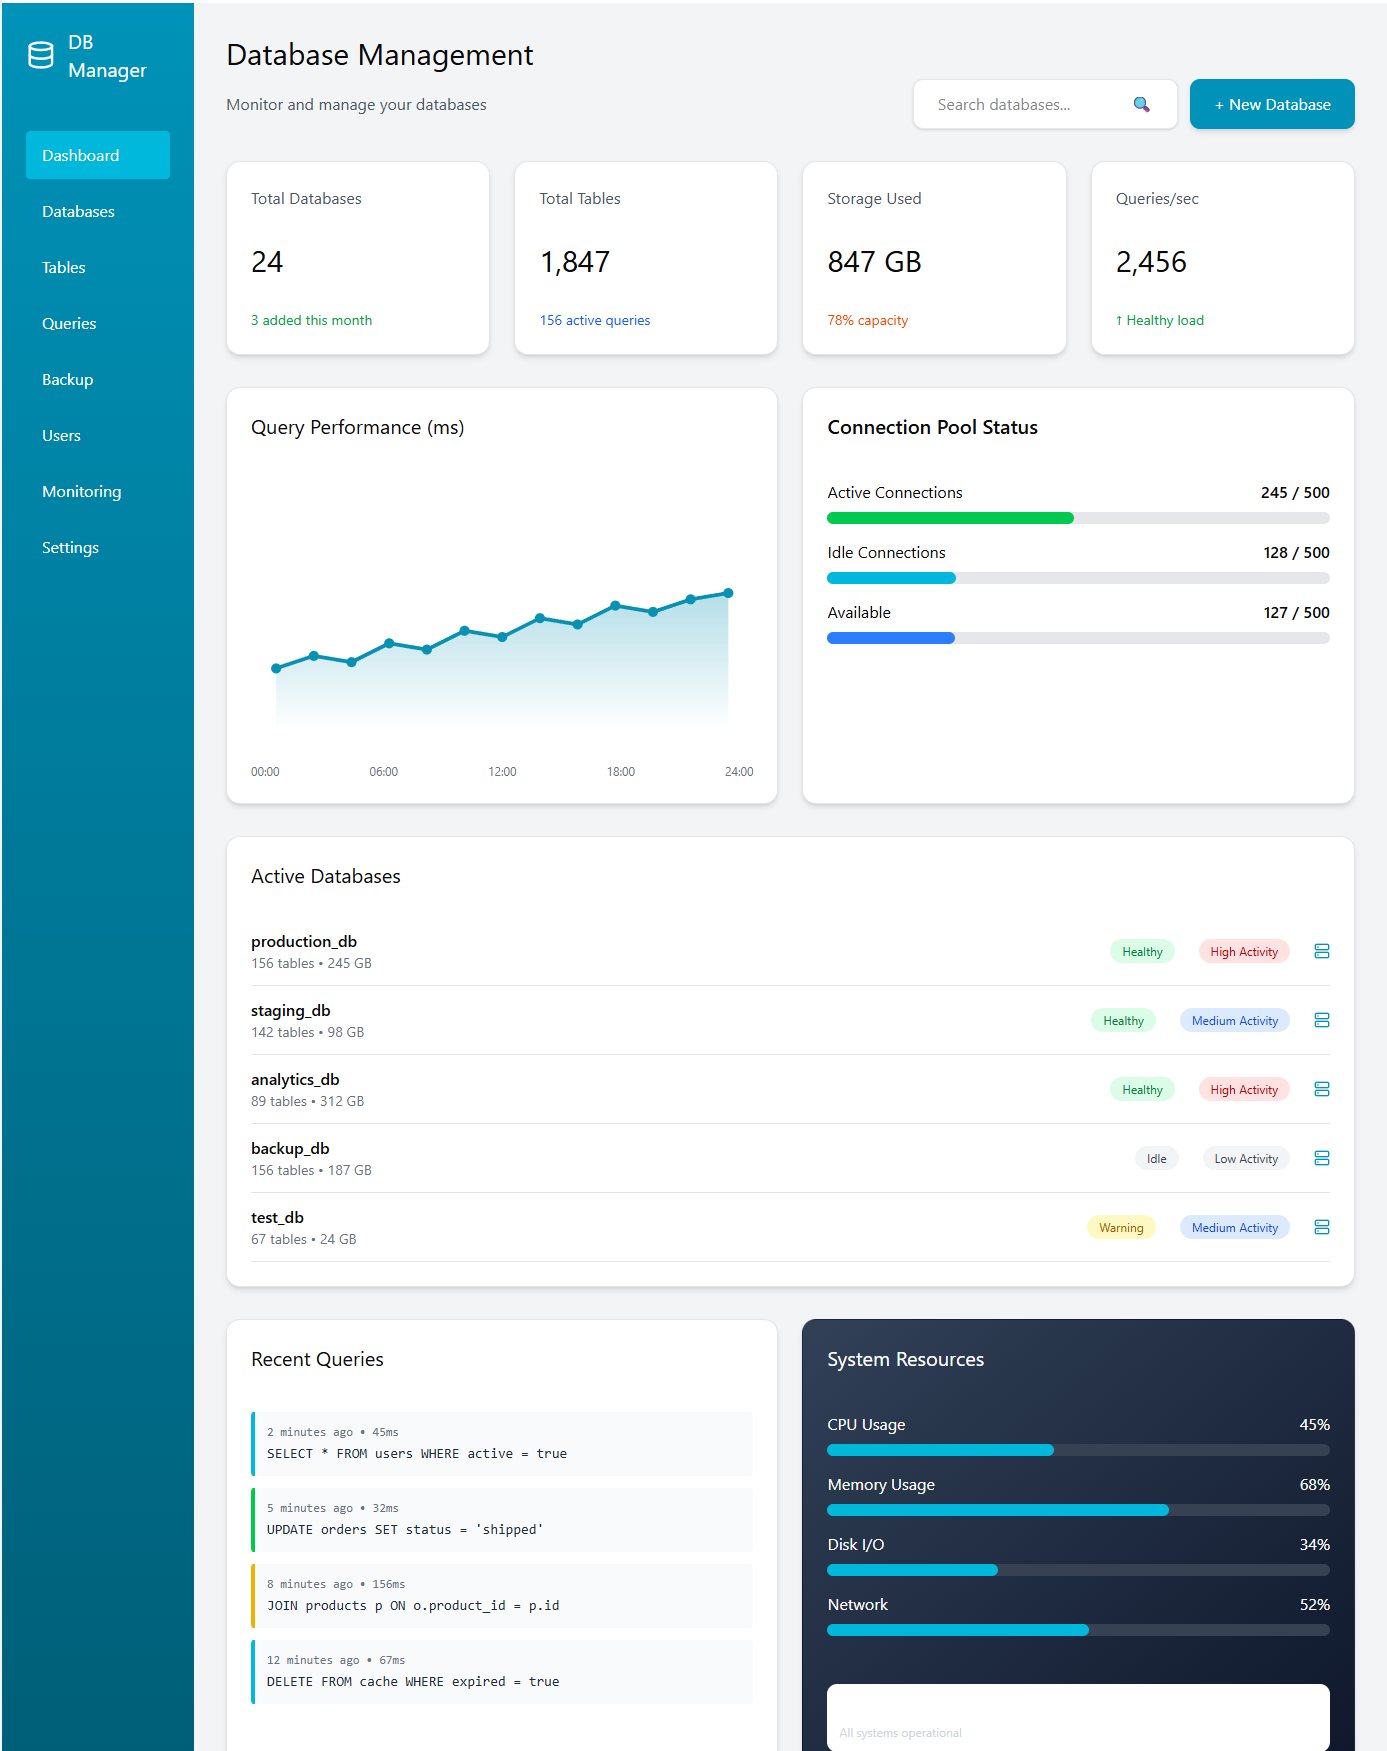 DB
Manager
Dashboard
Databases
Tables
Queries
Backup
Users
Monitoring
Settings
Database Management
Monitor and manage your databases
Search databases...
+ New Database
Total Databases
24
3 added this month
Total Tables
1,847
156 active queries
Storage Used
847 GB
78% capacity
Queries/sec
2,456
↑ Healthy load
Query Performance (ms)
00:00 06:00 12:00 18:00 24:00
Connection Pool Status
Active Connections 245 / 500
Idle Connections 128 / 500
Available 127 / 500
Active Databases
production_db
156 tables • 245 GB
Healthy High Activity
staging_db
142 tables • 98 GB
Healthy Medium Activity
analytics_db
89 tables • 312 GB
Healthy High Activity
backup_db
156 tables • 187 GB
Idle Low Activity
test_db
67 tables • 24 GB
Warning Medium Activity
Recent Queries
2 minutes ago • 45ms
SELECT * FROM users WHERE active = true
5 minutes ago • 32ms
UPDATE orders SET status = 'shipped'
8 minutes ago • 156ms
JOIN products p ON o.product_id = p.id
12 minutes ago • 67ms
DELETE FROM cache WHERE expired = true
System Resources
CPU Usage 45%
Memory Usage 68%
Disk I/O 34%
Network 52%
All systems operational